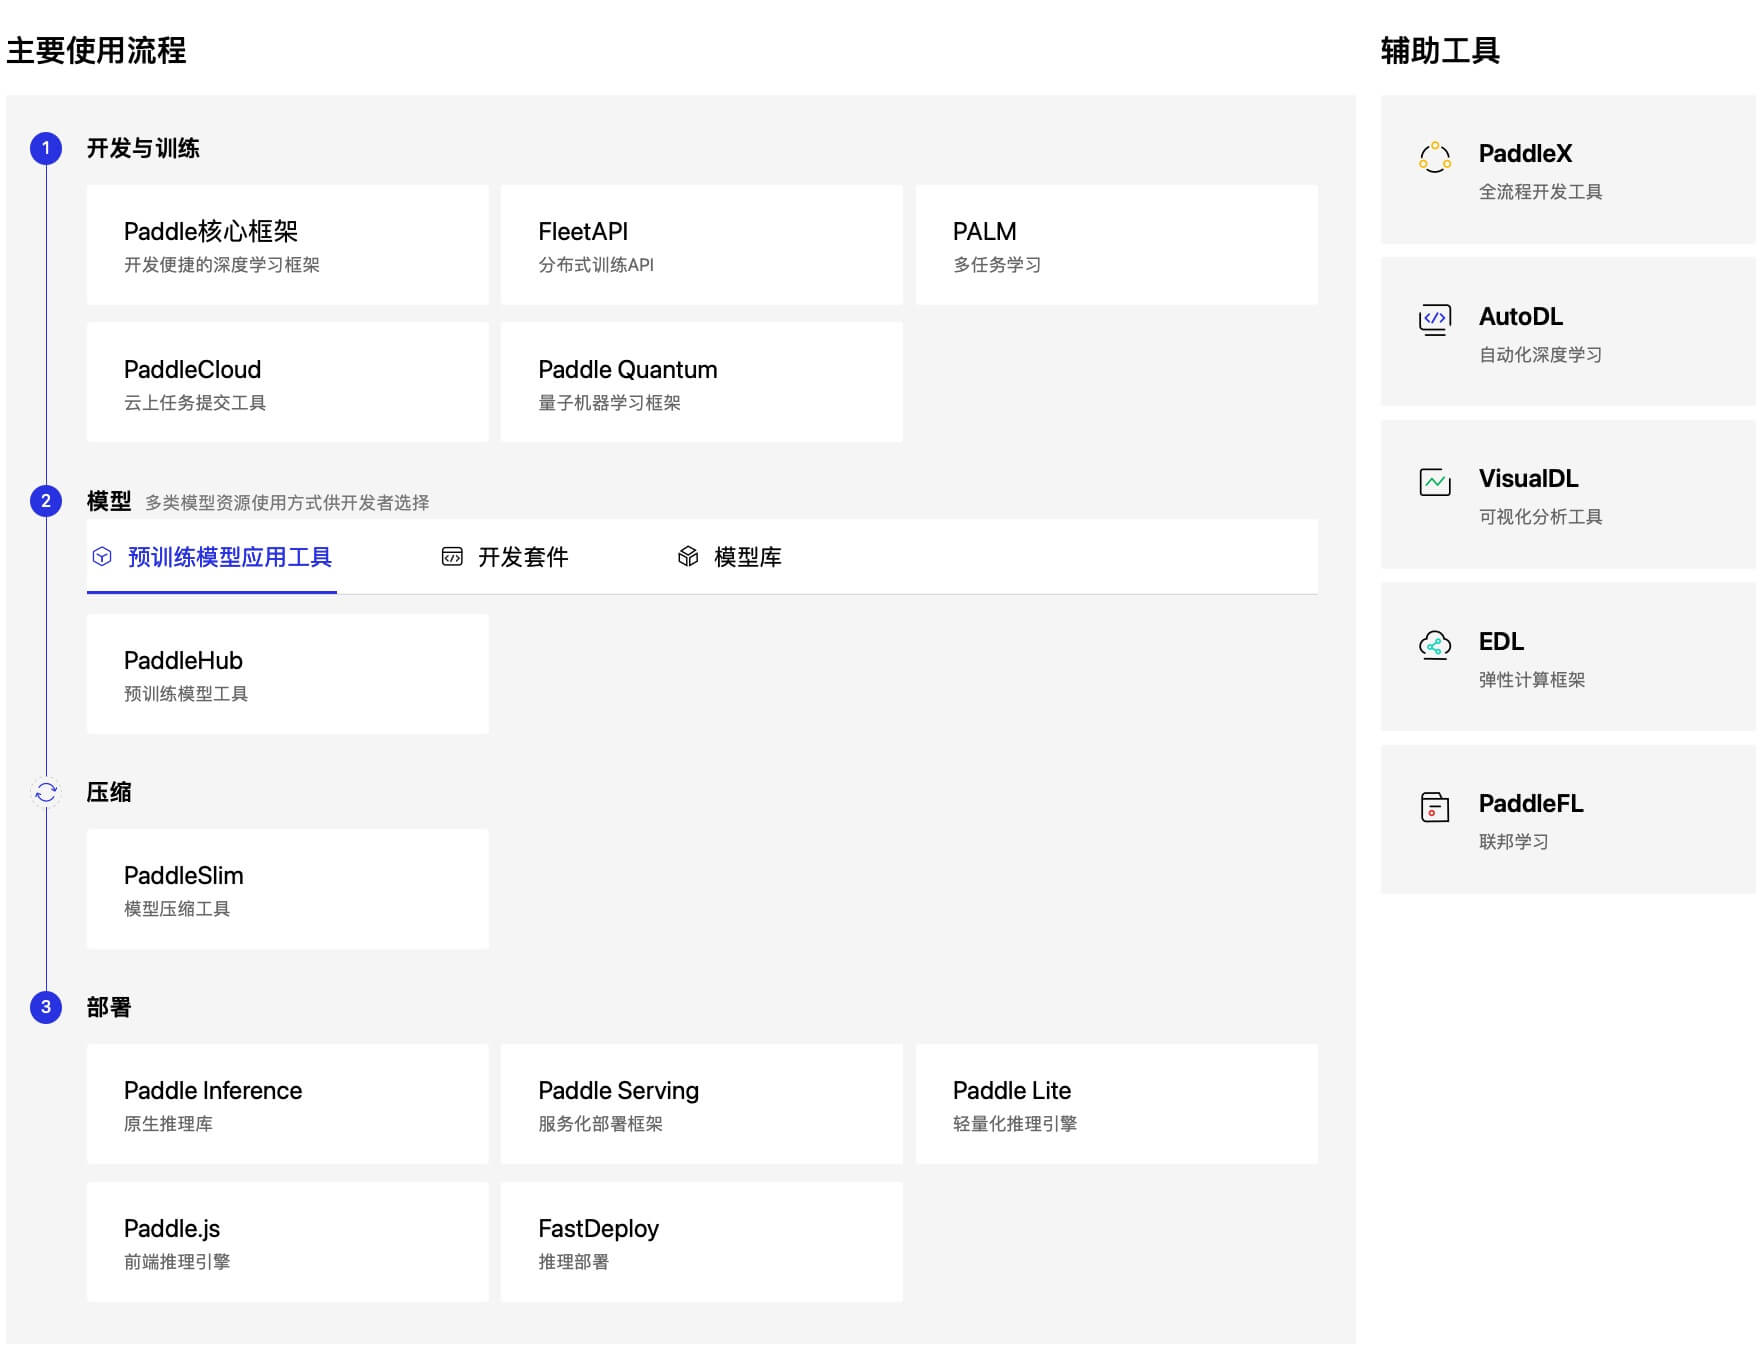 主要使用流程
1
开发与训练
Paddle核心框架
开发便捷的深度学习框架
FleetAPI
分布式训练API
PALM
多任务学习
PaddleCloud
云上任务提交工具
Paddle Quantum
量子机器学习框架
2
模型 多类模型资源使用方式供开发者选择
预训练模型应用工具 开发套件 模型库
PaddleHub
预训练模型工具
压缩
PaddleSlim
模型压缩工具
3
部署
Paddle Inference
原生推理库
Paddle Serving
服务化部署框架
Paddle Lite
轻量化推理引擎
Paddle.js
前端推理引擎
FastDeploy
推理部署
辅助工具
PaddleX
全流程开发工具
AutoDL
自动化深度学习
VisualDL
可视化分析工具
EDL
弹性计算框架
PaddleFL
联邦学习